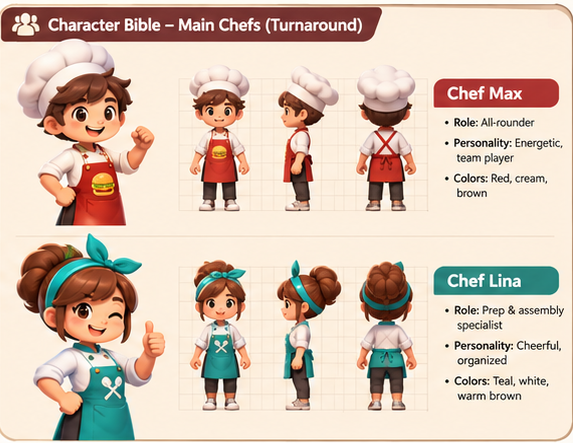 Character Bible – Main Chefs (Turnaround)
Chef Max
• Role: All-rounder
• Personality: Energetic,
team player
• Colors: Red, cream,
brown
Chef Lina
• Role: Prep & assembly
specialist
• Personality: Cheerful,
organized
• Colors: Teal, white,
warm brown